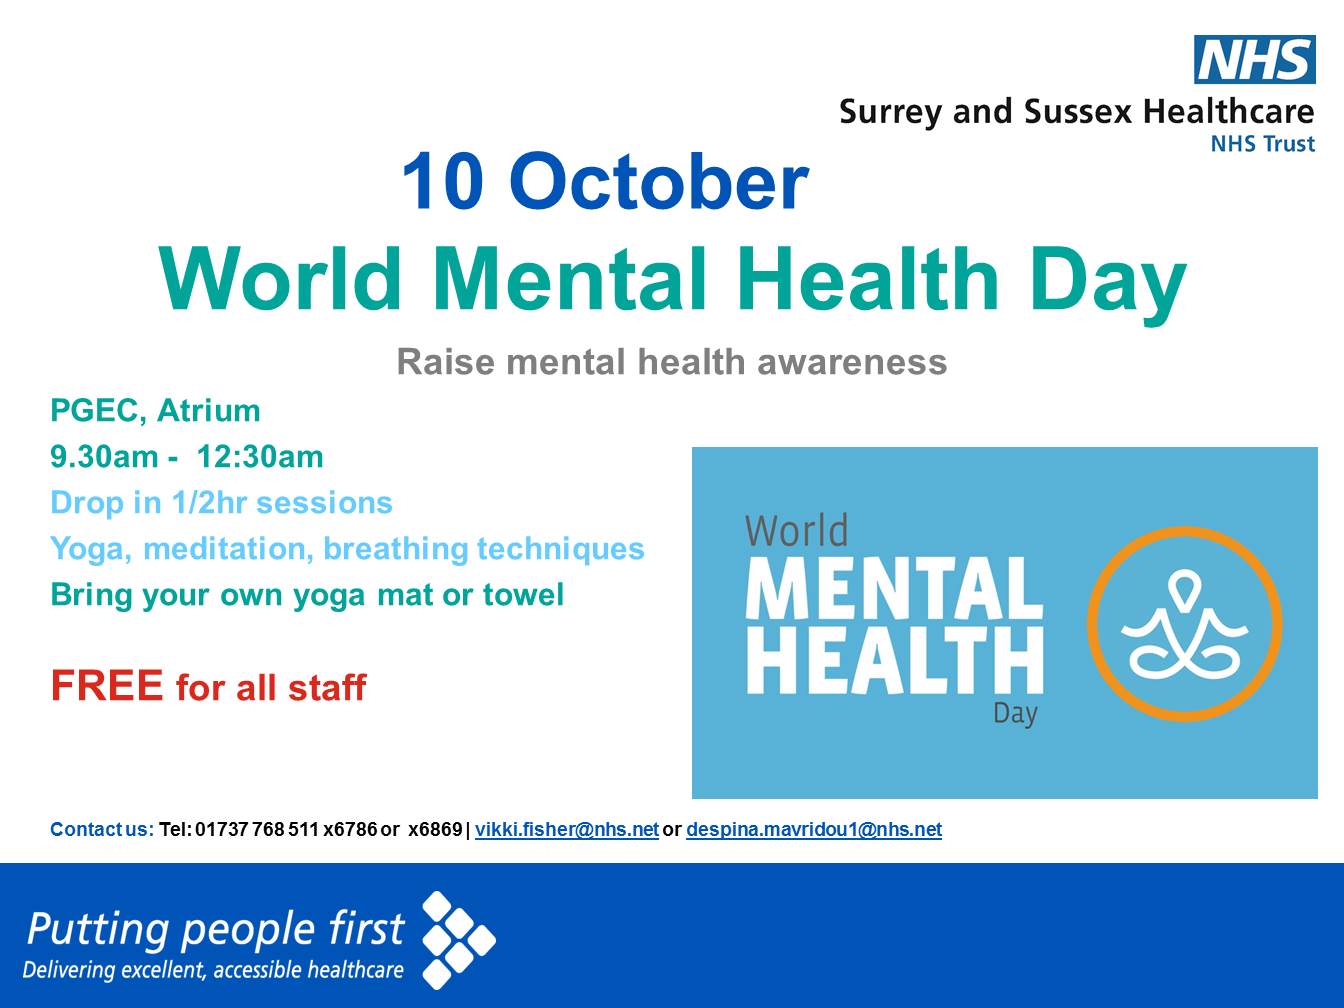 NHS
Surrey and Sussex Healthcare
NHS Trust
10 October
World Mental Health Day
Raise mental health awareness
PGEC, Atrium
9.30am -  12:30am
Drop in 1/2hr sessions
Yoga, meditation, breathing techniques
Bring your own yoga mat or towel
FREE for all staff
World
MENTAL
HEALTH
Day
Contact us: Tel: 01737 768 511 x6786 or  x6869 | vikki.fisher@nhs.net or despina.mavridou1@nhs.net
Putting people first
Delivering excellent, accessible healthcare